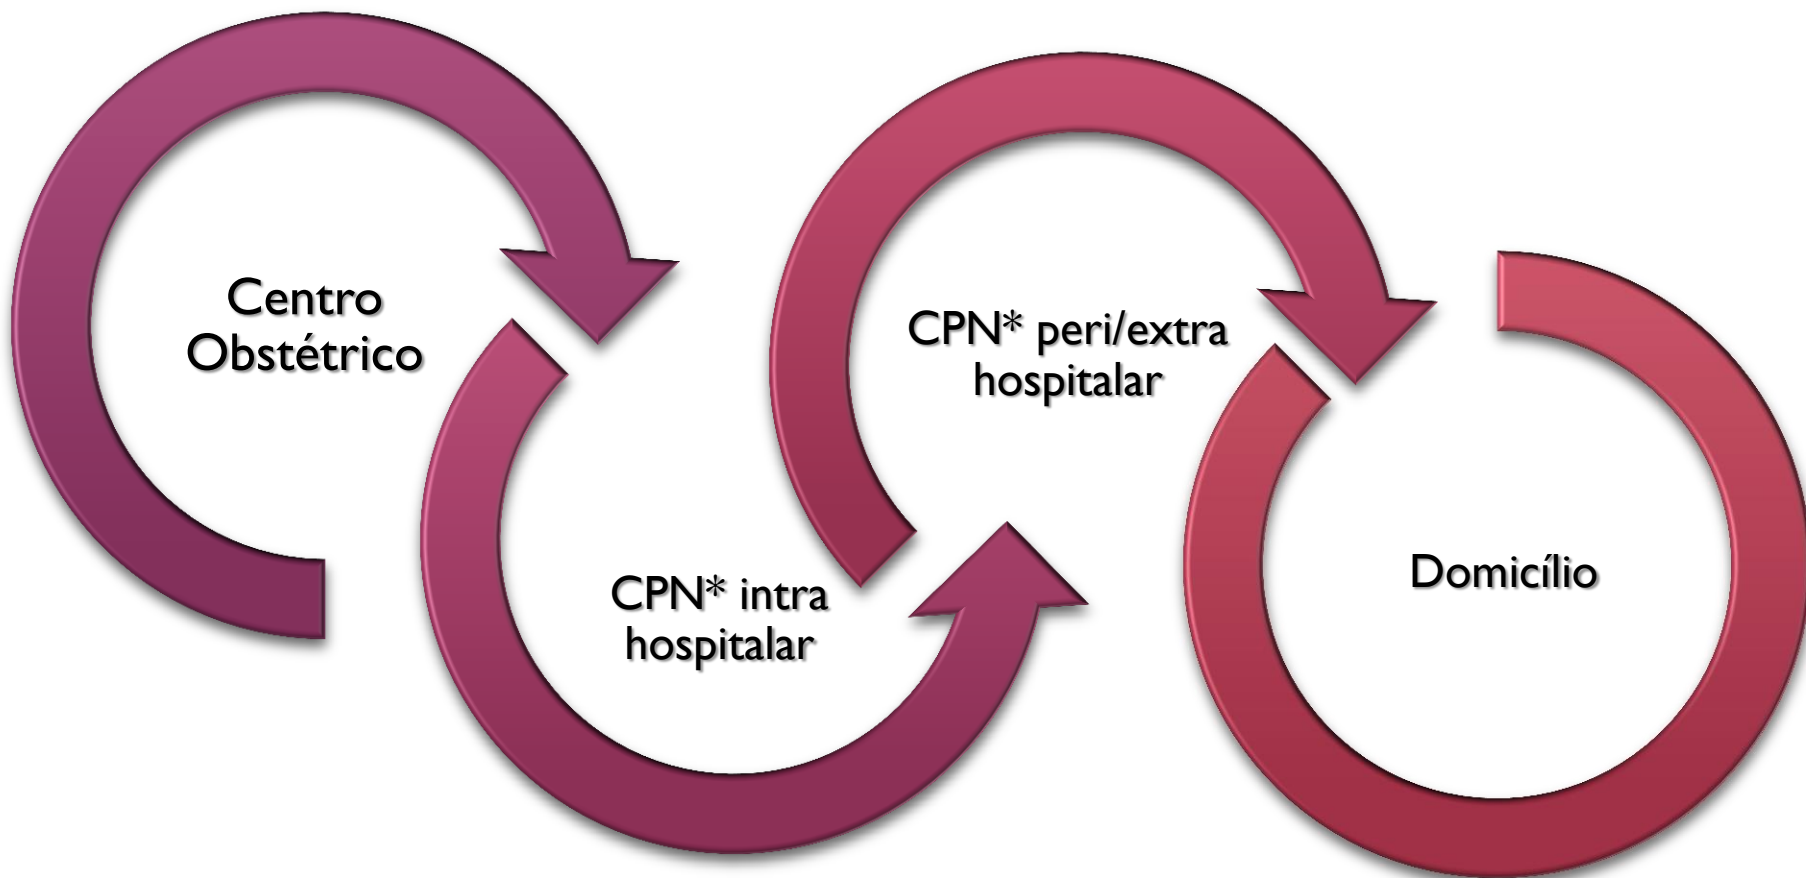 Centro
Obstétrico
CPN* intra
hospitalar
CPN* peri/extra
hospitalar
Domicílio